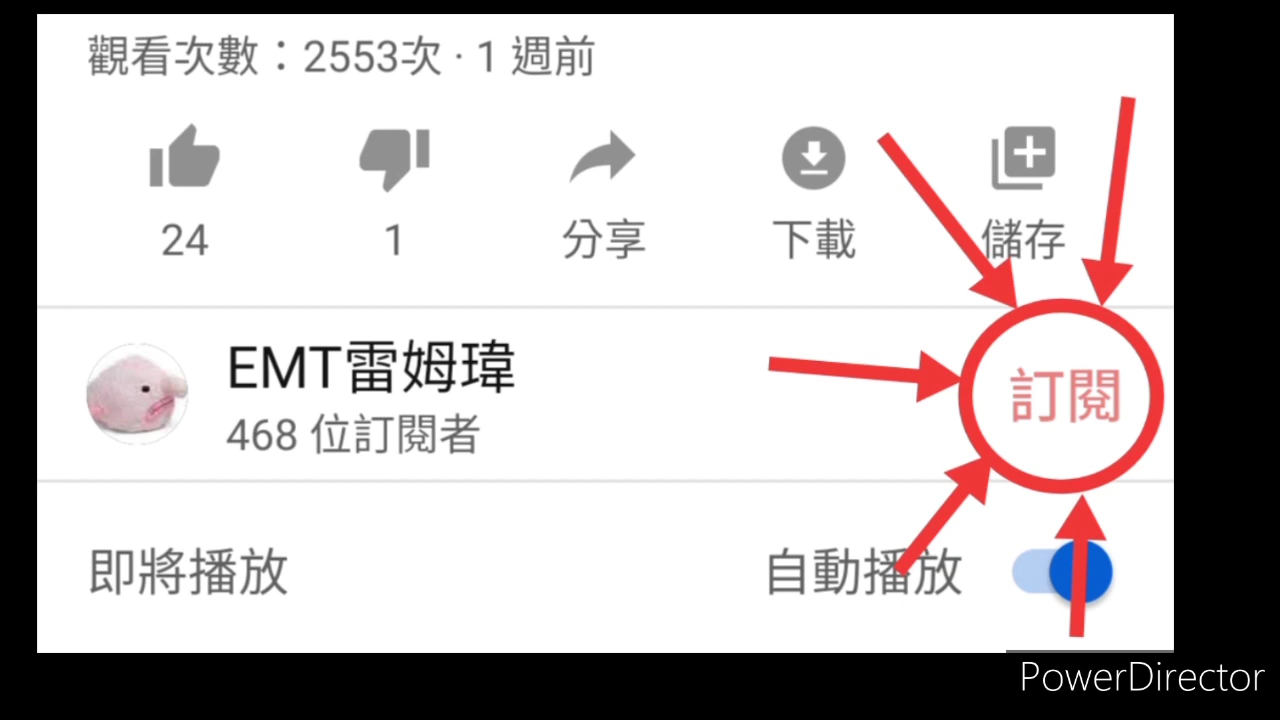 觀看次數：2553次 · 1 週前
24
1
分享
下載
儲存
EMT雷姆瑋
訂閱
468 位訂閱者
即將播放
自動播放
PowerDirector